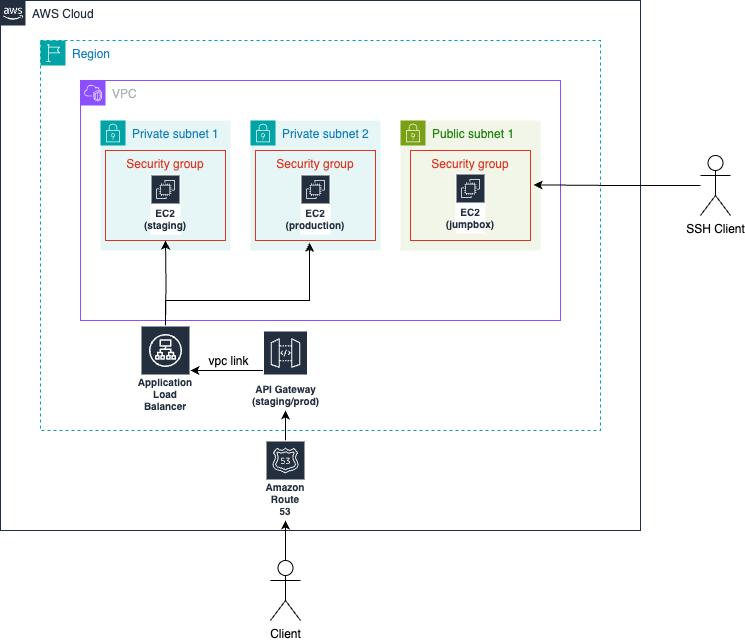 aws
AWS Cloud
Region
VPC
Private subnet 1
Private subnet 2
Public subnet 1
Security group
Security group
Security group
EC2
(staging)
EC2
(production)
EC2
(jumpbox)
SSH Client
vpc link
Application
Load
Balancer
API Gateway
(staging/prod)
53
Amazon
Route
53
Client